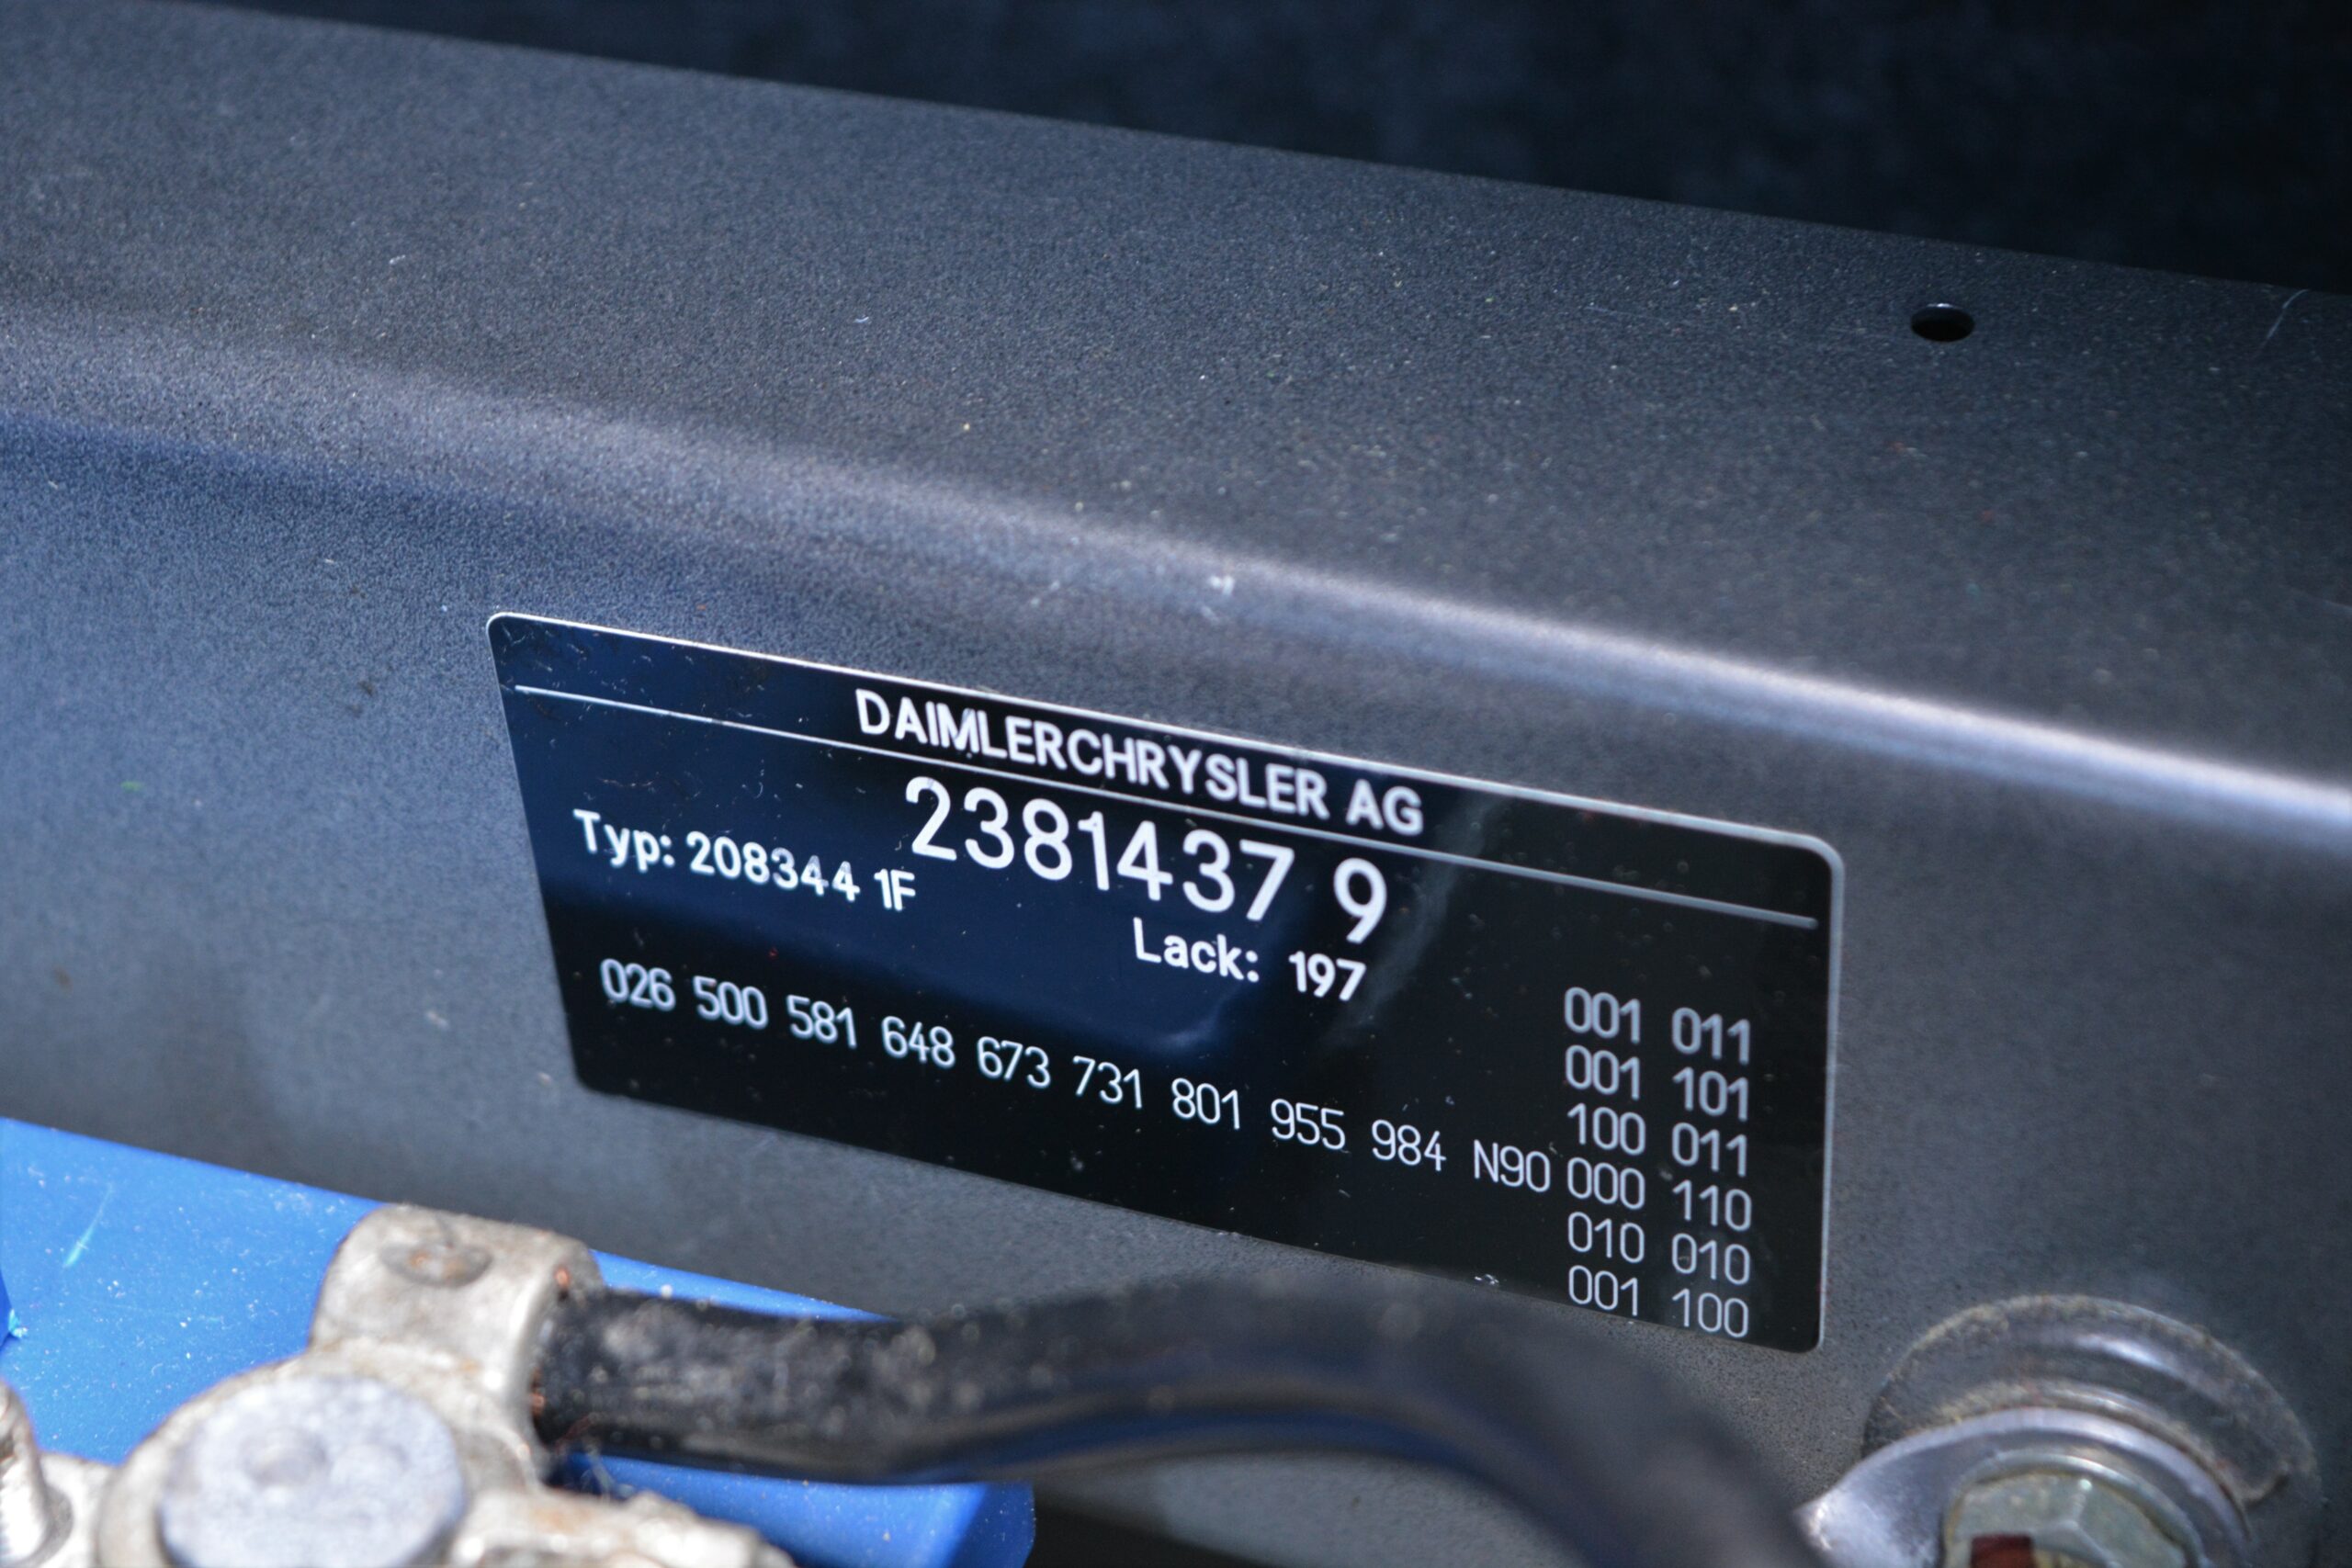 DAIMLERCHRYSLER AG
2381437 9
Typ: 208344 1F
Lack: 197
026 500 581 648 673 731 801 955 984 N90
001 011
001 101
100 011
000 110
010 010
001 100